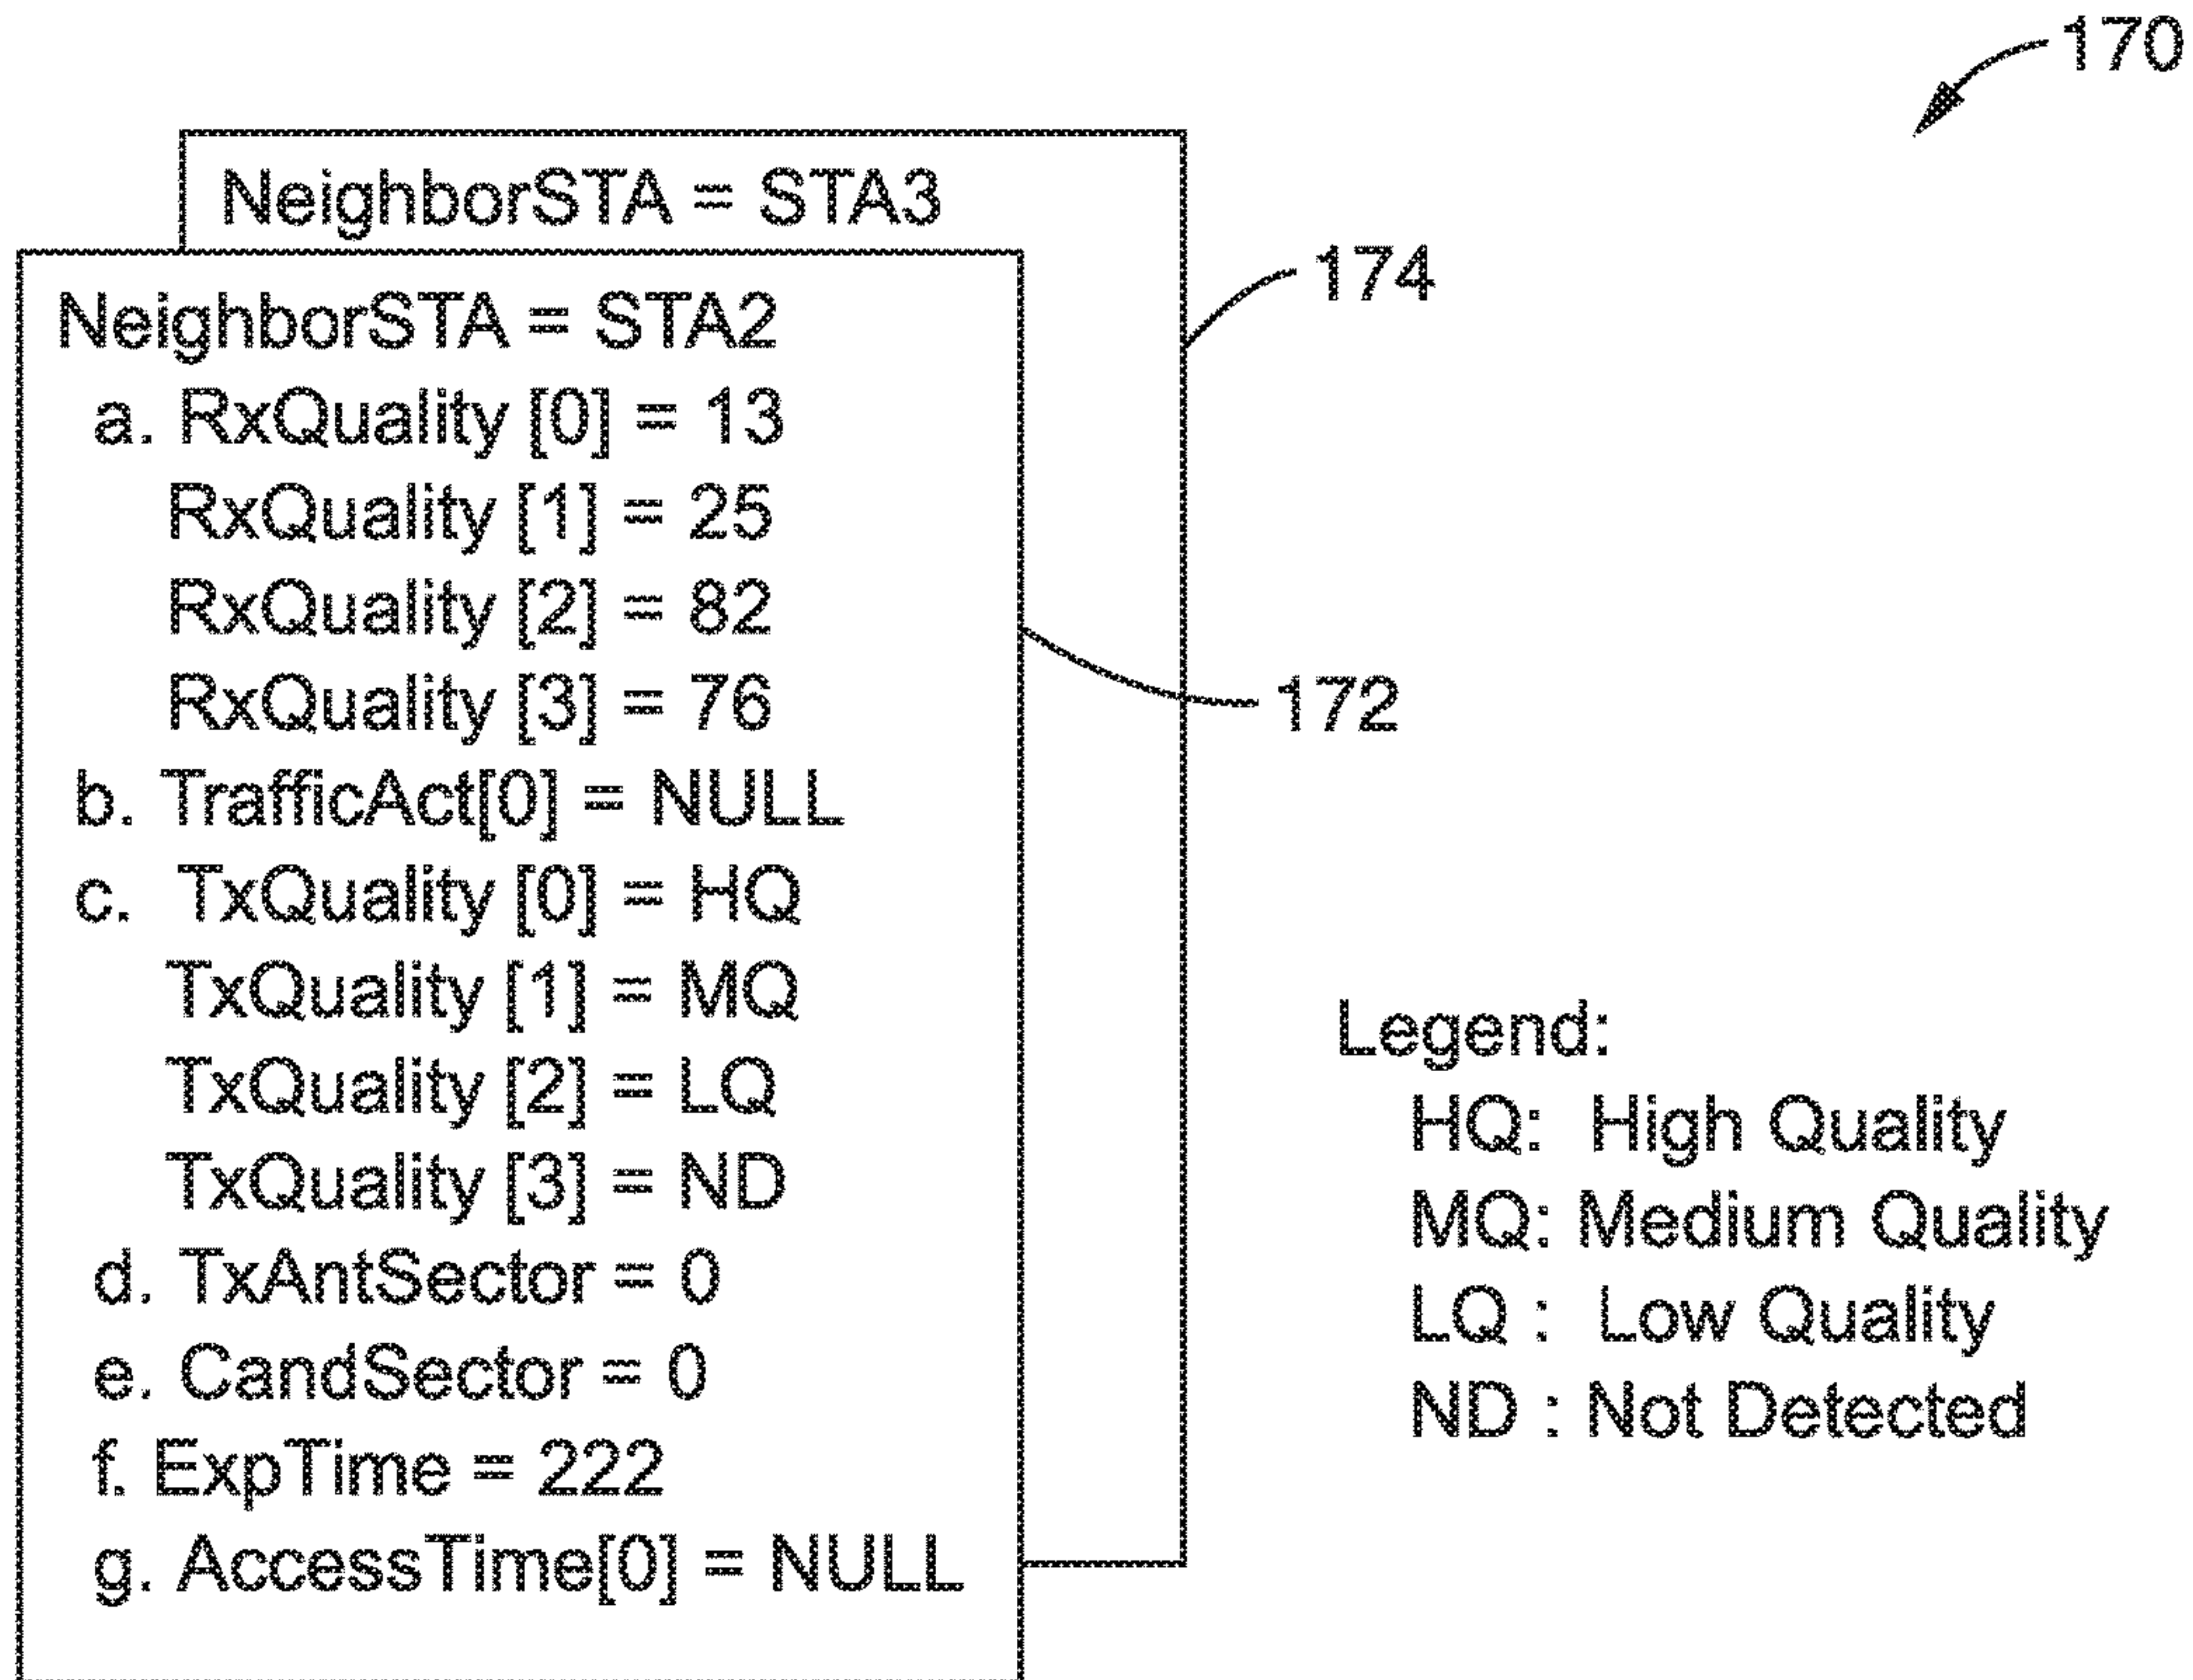 170
NeighborSTA = STA3
174
NeighborSTA = STA2
a. RxQuality [0] = 13
RxQuality [1] = 25
RxQuality [2] = 82
RxQuality [3] = 76
172
b. TrafficAct[0] = NULL
c. TxQuality [0] = HQ
TxQuality [1] = MQ
TxQuality [2] = LQ
TxQuality [3] = ND
d. TxAntSector = 0
e. CandSector = 0
f. ExpTime = 222
g. AccessTime[0] = NULL
Legend:
HQ: High Quality
MQ: Medium Quality
LQ : Low Quality
ND : Not Detected